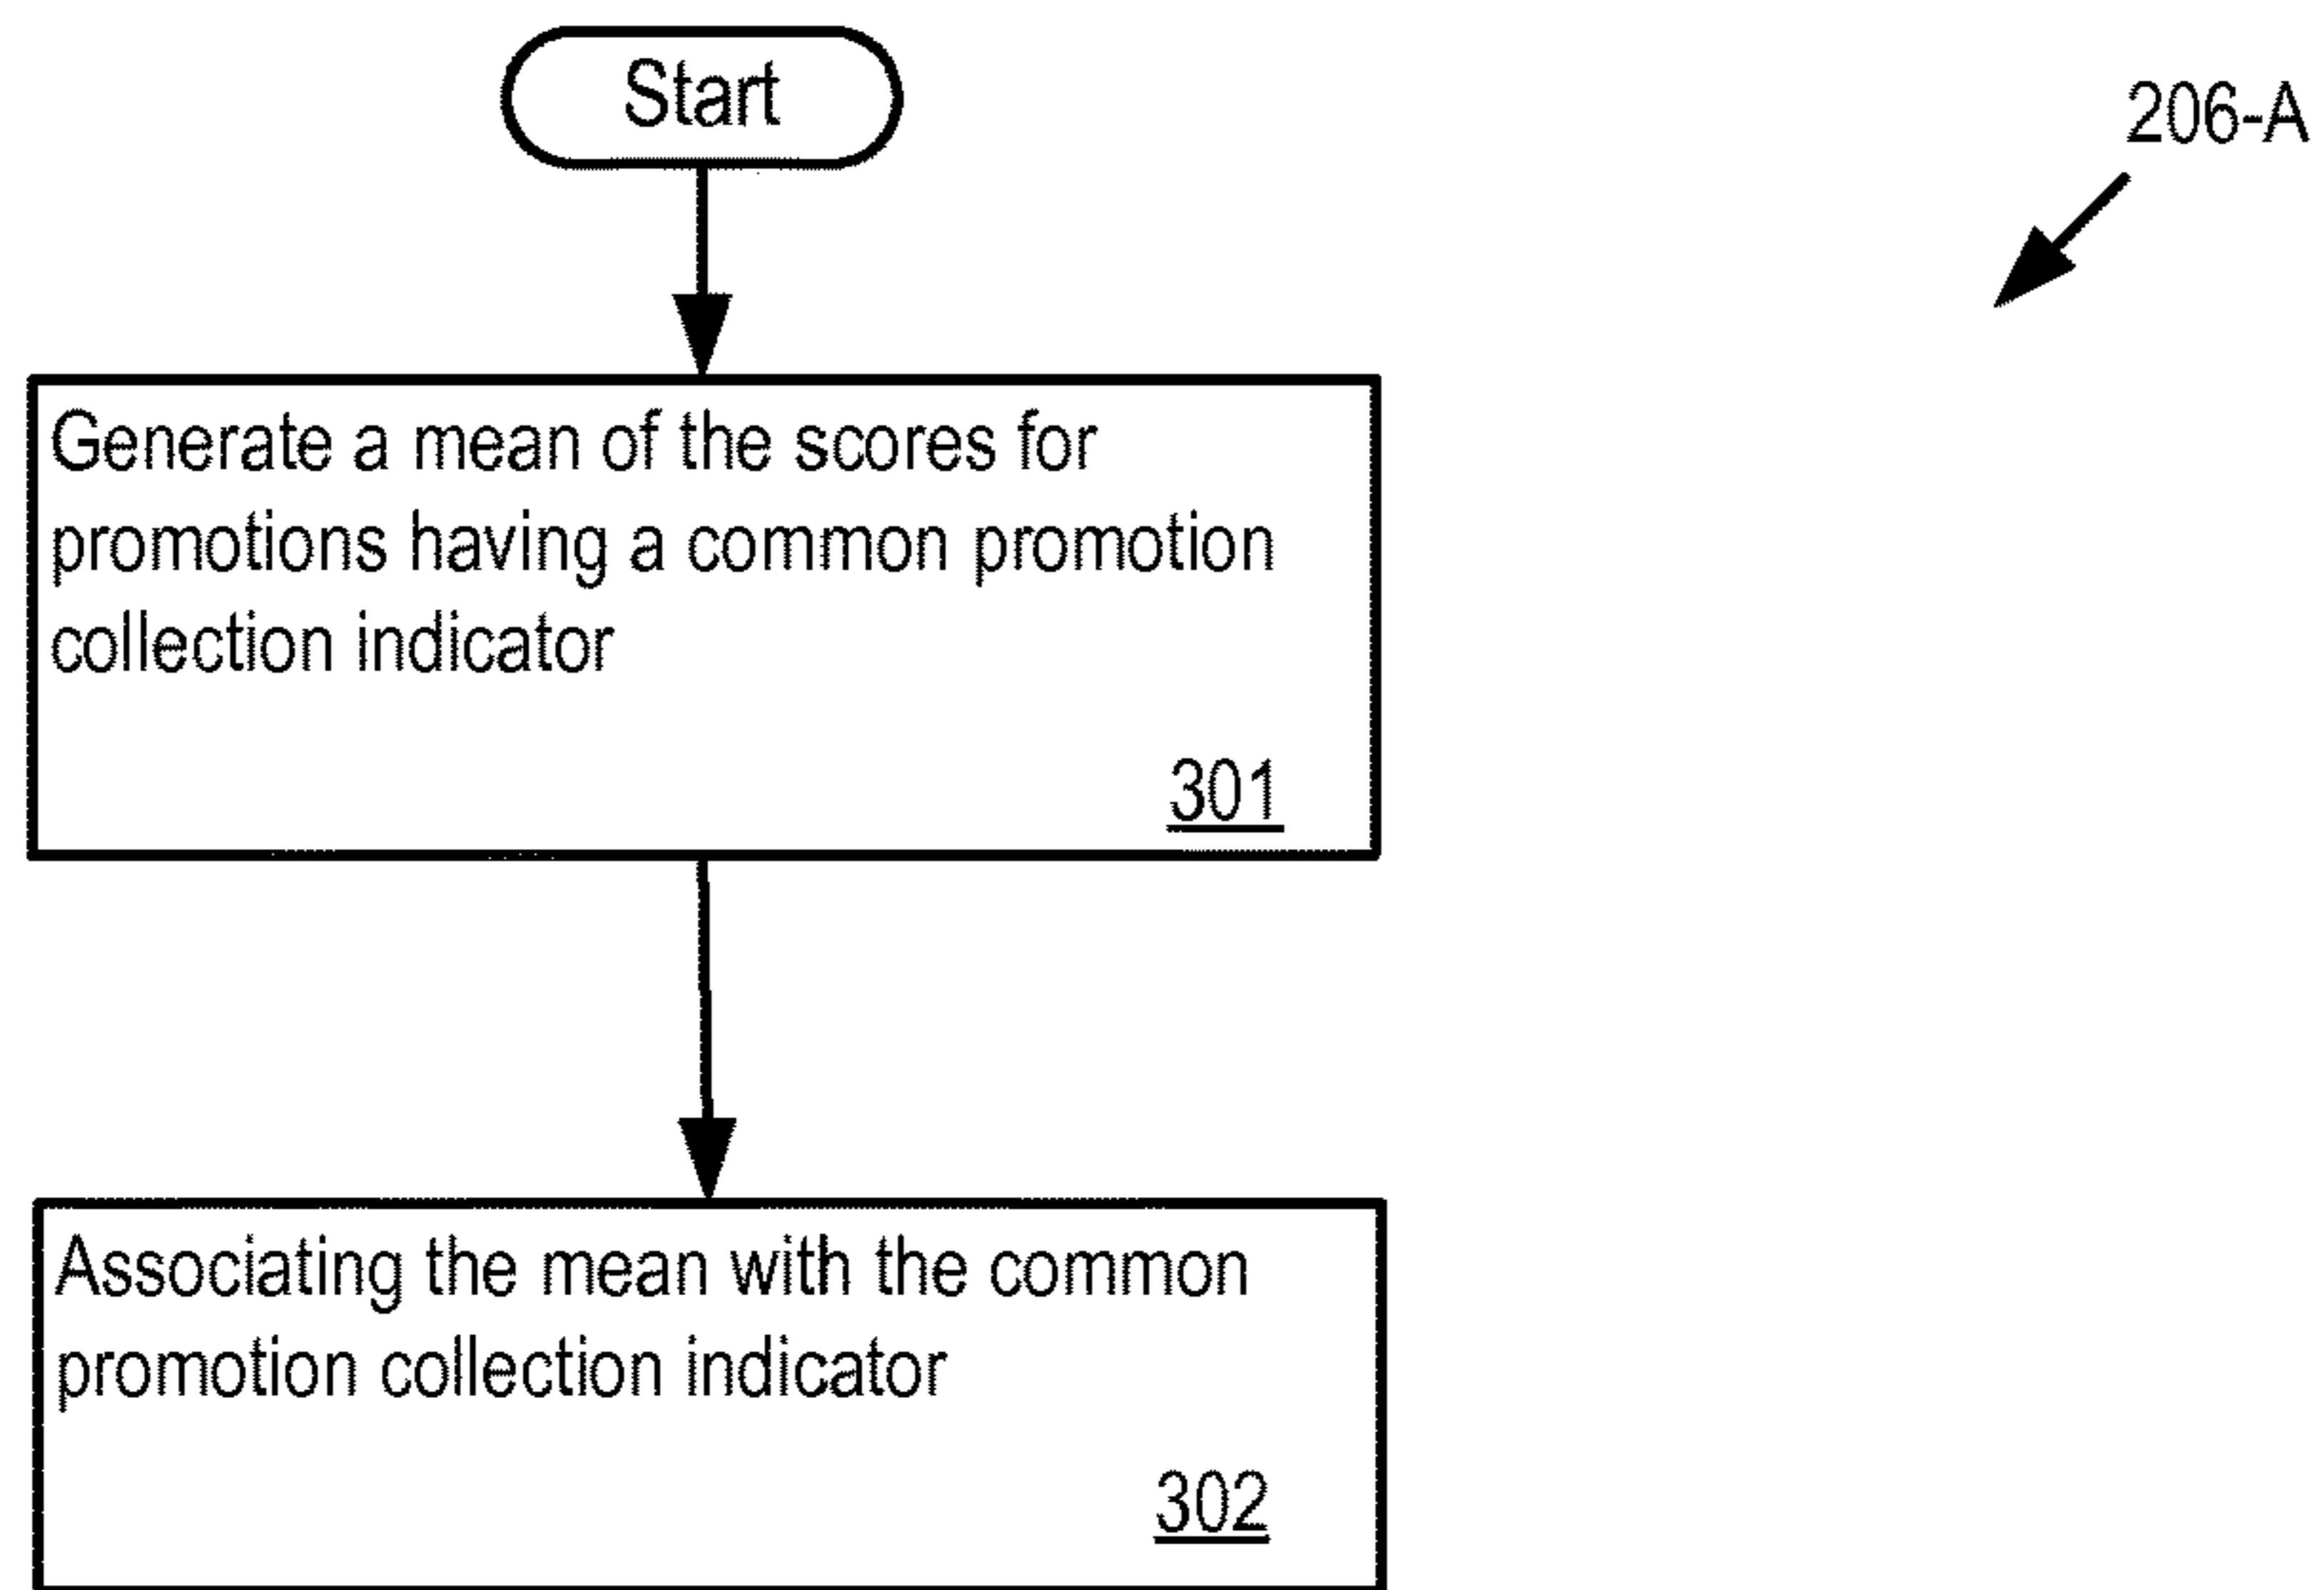 Start
206-A
Generate a mean of the scores for
promotions having a common promotion
collection indicator
301
Associating the mean with the common
promotion collection indicator
302